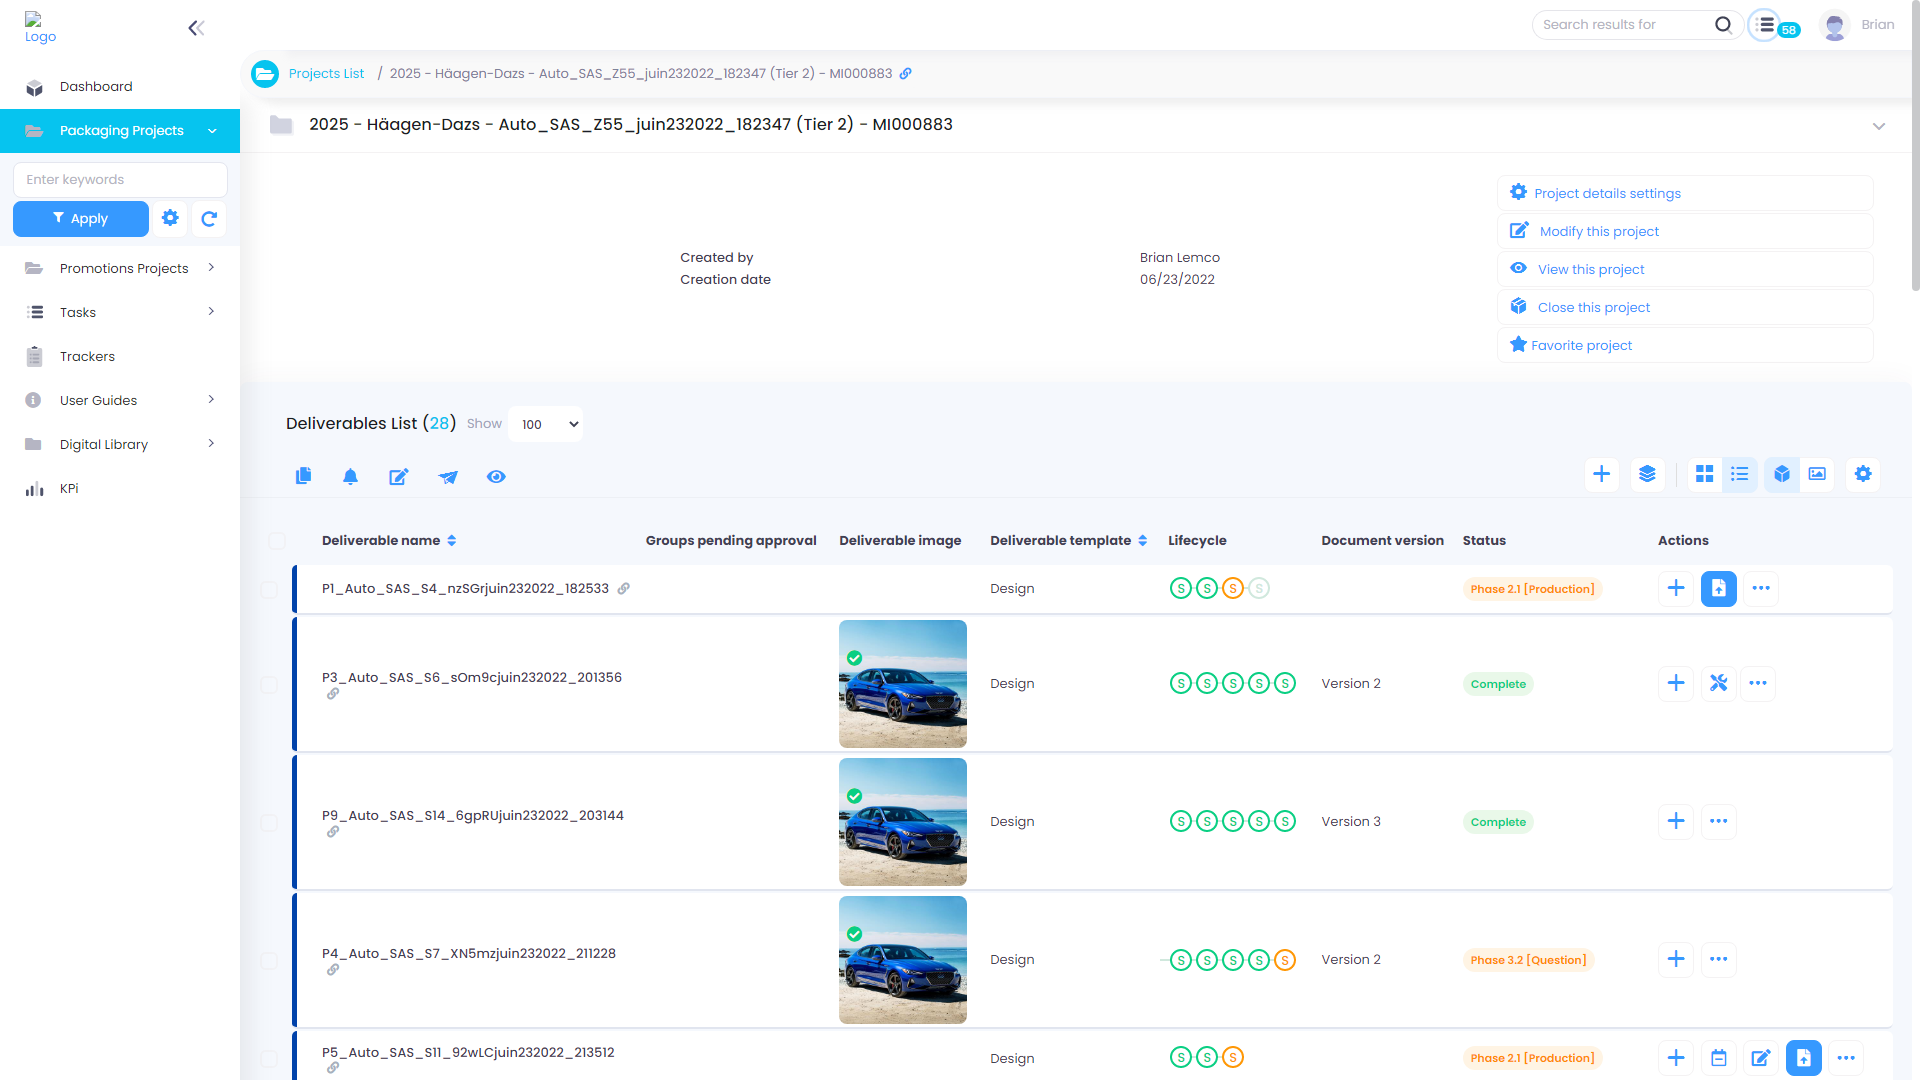 Logo
Search results for
58
Brian
Dashboard
Packaging Projects
Enter keywords
Apply
Promotions Projects
Tasks
Trackers
User Guides
Digital Library
KPi
Projects List / 2025 - Häagen-Dazs - Auto_SAS_Z55_juin232022_182347 (Tier 2) - MI000883
2025 - Häagen-Dazs - Auto_SAS_Z55_juin232022_182347 (Tier 2) - MI000883
Created by Brian Lemco
Creation date 06/23/2022
Project details settings
Modify this project
View this project
Close this project
Favorite project
Deliverables List (28) Show 100
Deliverable name Groups pending approval Deliverable image Deliverable template Lifecycle Document version Status Actions
P1_Auto_SAS_S4_nzSGrjuin232022_182533 Design S S S S Phase 2.1 [Production]
P3_Auto_SAS_S6_sOm9cjuin232022_201356 Design S S S S S Version 2 Complete
P9_Auto_SAS_S14_6gpRUjuin232022_203144 Design S S S S S Version 3 Complete
P4_Auto_SAS_S7_XN5mzjuin232022_211228 Design S S S S S Version 2 Phase 3.2 [Question]
P5_Auto_SAS_S11_92wLCjuin232022_213512 Design S S S Phase 2.1 [Production]